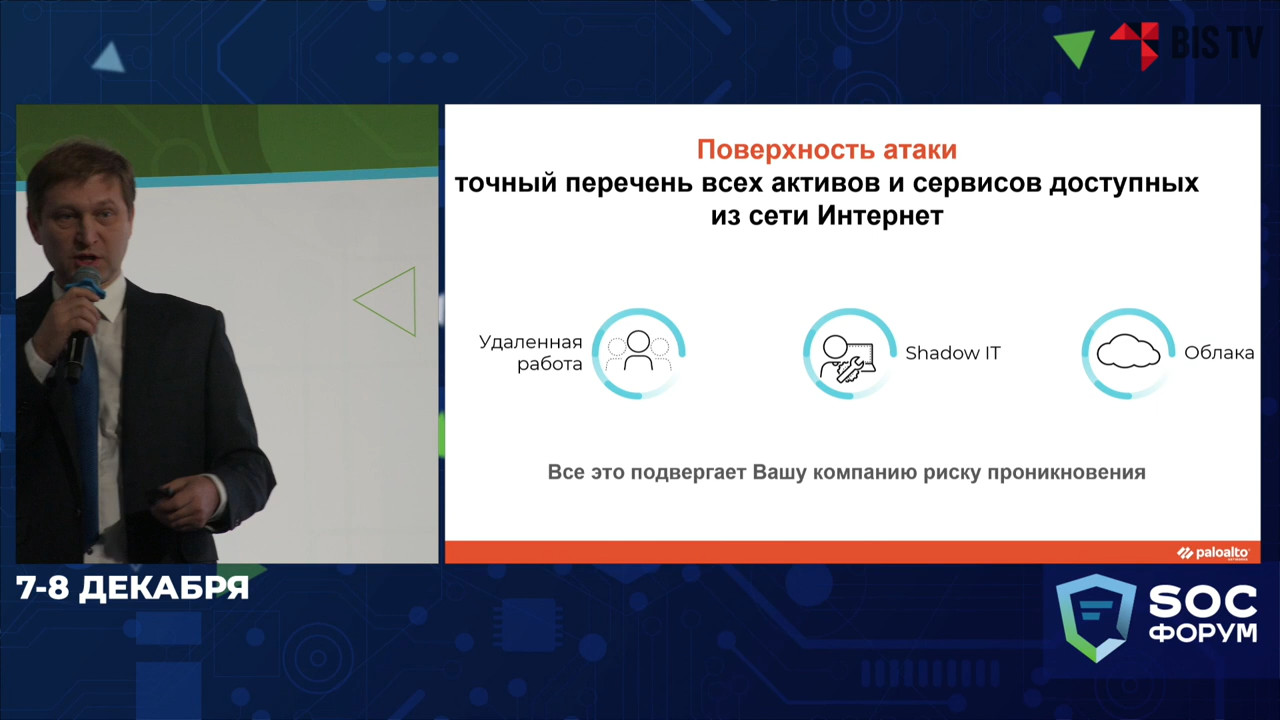 BIS TV
Поверхность атаки
точный перечень всех активов и сервисов доступных
из сети Интернет
Удаленная
работа
Shadow IT
Облака
Все это подвергает Вашу компанию риску проникновения
paloalto
7-8 ДЕКАБРЯ
SOC
ФОРУМ